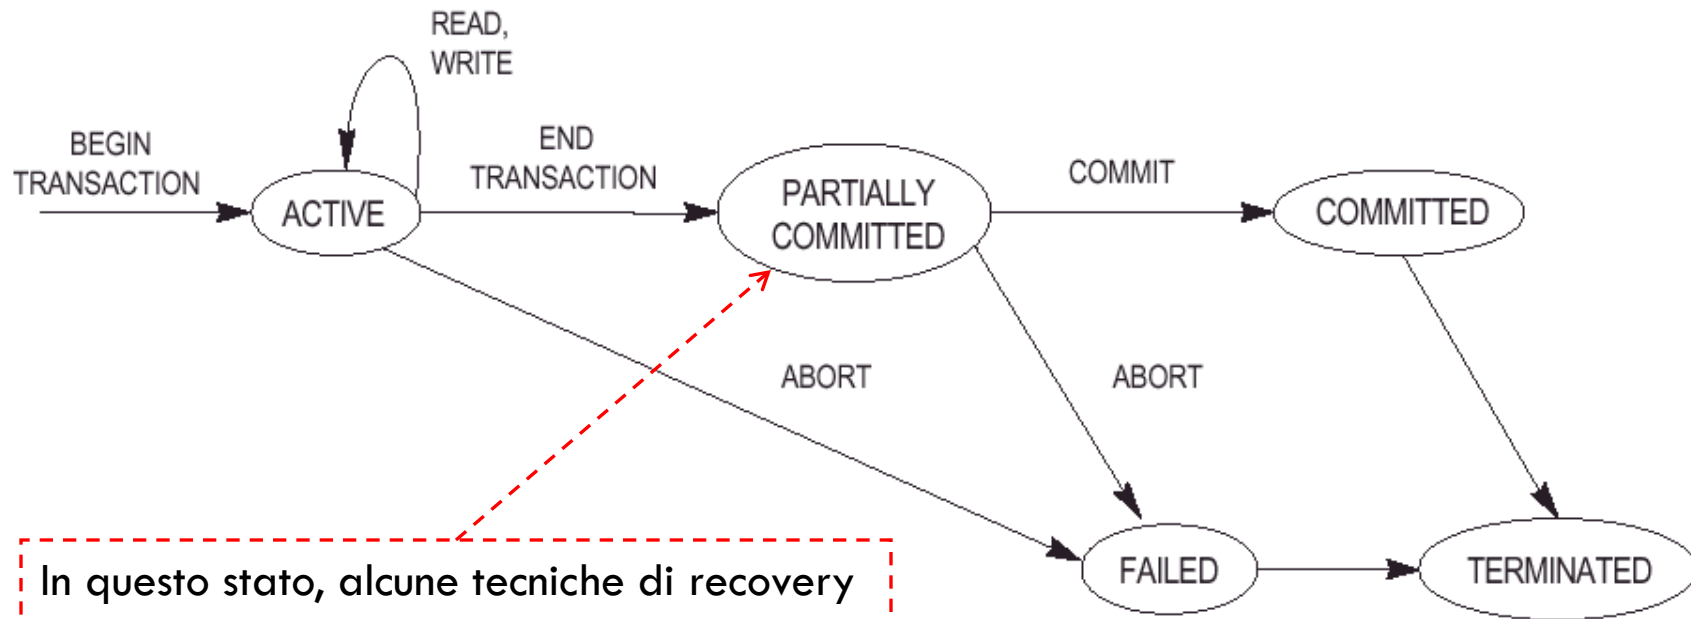 READ,
WRITE
BEGIN
TRANSACTION
END
TRANSACTION
COMMIT
ACTIVE
PARTIALLY
COMMITTED
COMMITTED
ABORT
ABORT
FAILED
TERMINATED
In questo stato, alcune tecniche di recovery